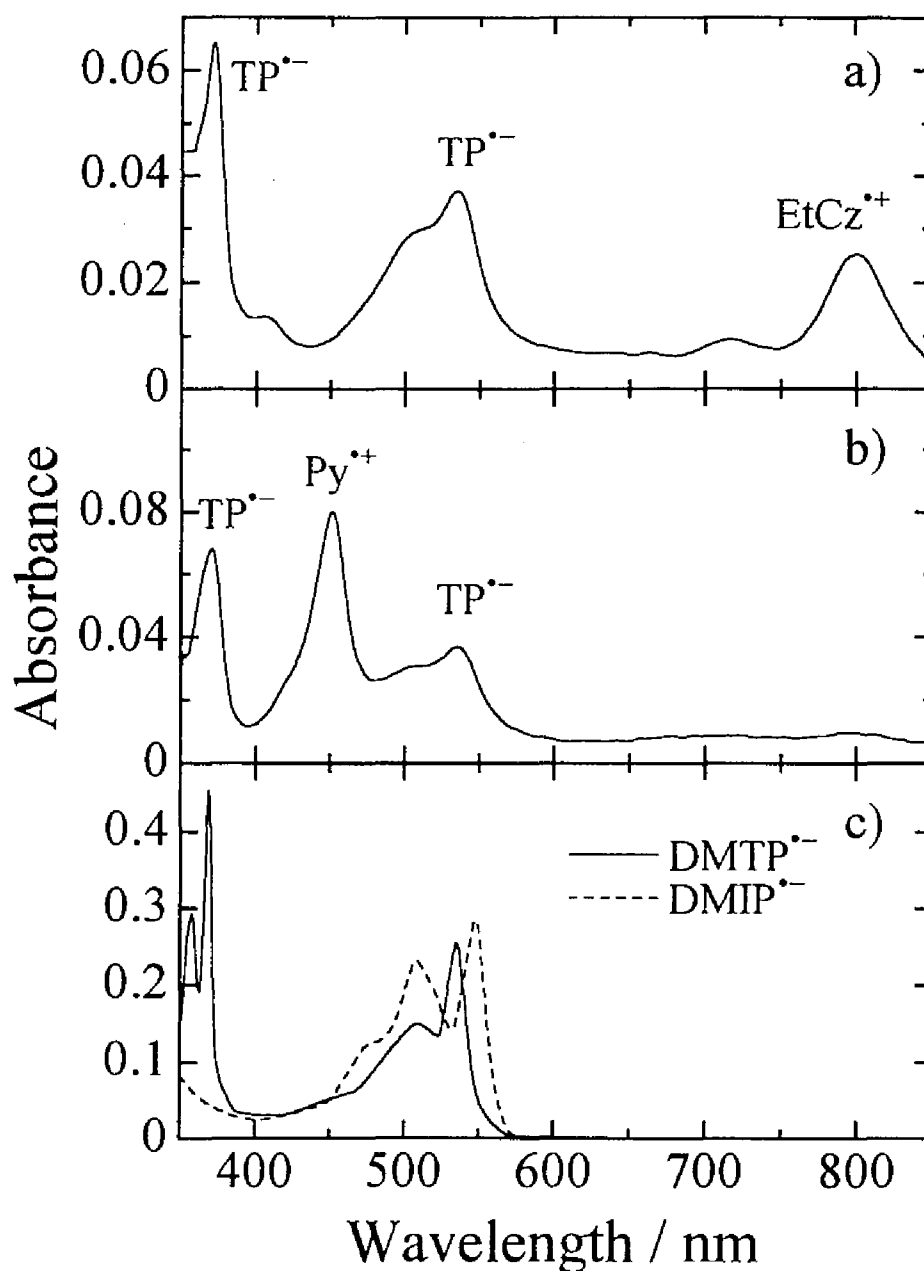 a)
TP•−
TP•−
EtCz•+
0.06
0.04
0.02
0
b)
TP•−
Py•+
TP•−
0.08
0.04
0
c)
DMTP•−
DMIP•−
0.4
0.3
0.2
0.1
0
400 500 600 700 800
Wavelength / nm
Absorbance